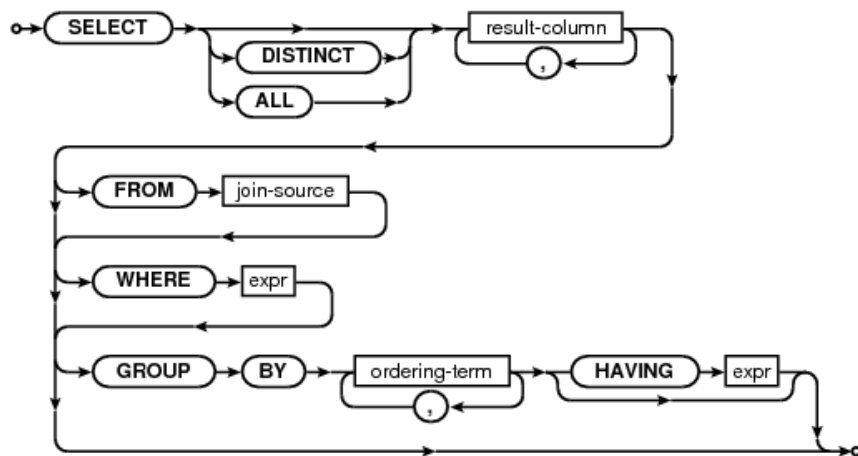 SELECT result-column
DISTINCT ,
ALL
FROM join-source
WHERE expr
GROUP BY ordering-term HAVING expr
,